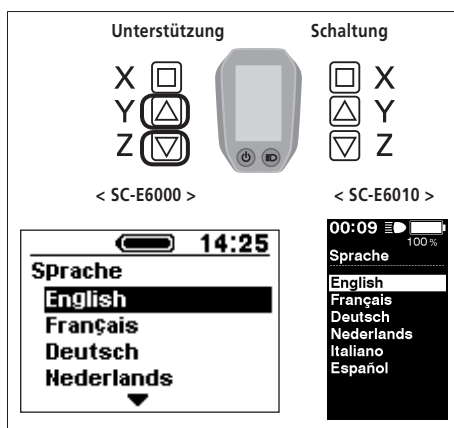 Unterstützung Schaltung
X X
Y Y
Z Z
< SC-E6000 > < SC-E6010 >
14:25
Sprache
English
Français
Deutsch
Nederlands
00:09
100 %
Sprache
English
Français
Deutsch
Nederlands
Italiano
Español